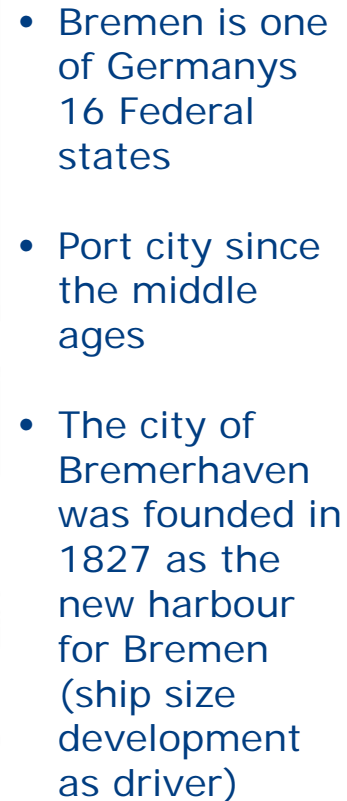 • Bremen is one
of Germanys
16 Federal
states
• Port city since
the middle
ages
• The city of
Bremerhaven
was founded in
1827 as the
new harbour
for Bremen
(ship size
development
as driver)